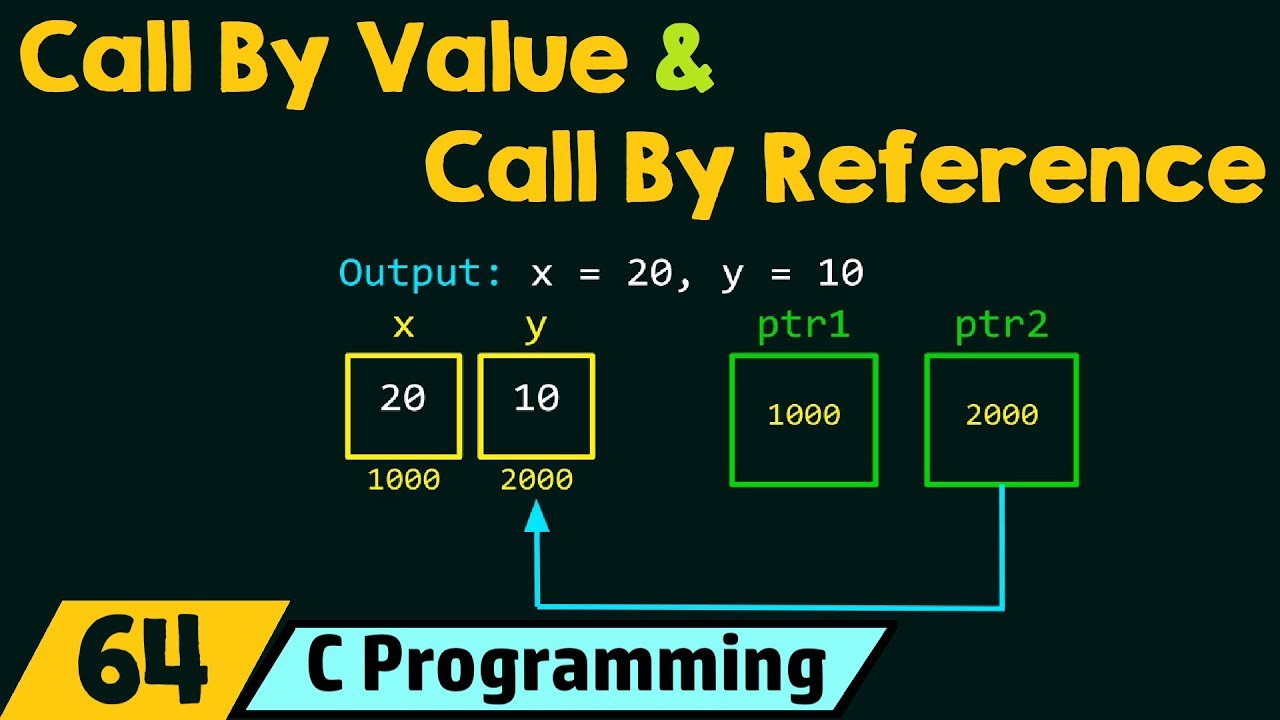 Call By Value &
Call By Reference
Output: x = 20, y = 10
x y ptr1 ptr2
20 10 1000 2000
1000 2000
64 C Programming